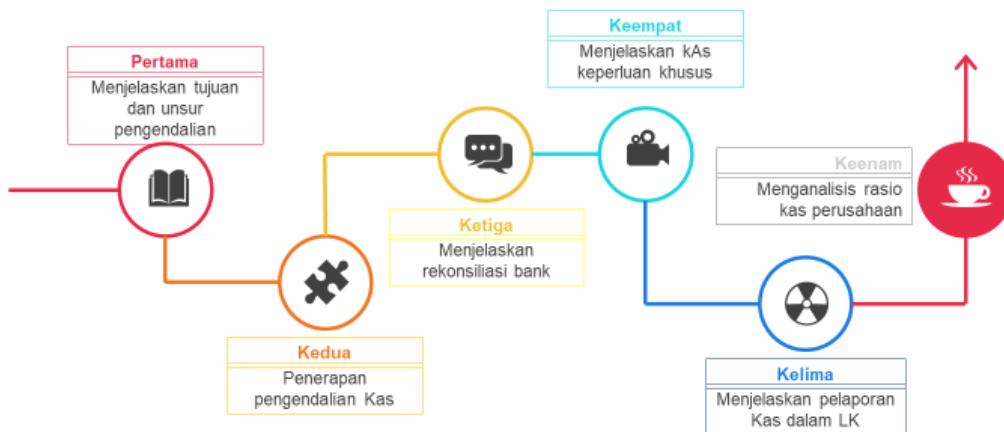 Pertama
Menjelaskan tujuan
dan unsur
pengendalian
Kedua
Penerapan
pengendalian Kas
Ketiga
Menjelaskan
rekonsiliasi bank
Keempat
Menjelaskan kAs
keperluan khusus
Kelima
Menjelaskan pelaporan
Kas dalam LK
Keenam
Menganalisis rasio
kas perusahaan